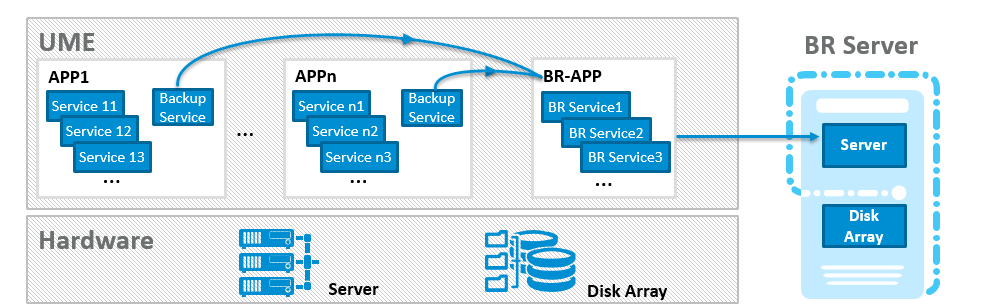 UME
BR Server
APP1
Service 11
Service 12
Service 13
...
Backup
Service
...
APPn
Service n1
Service n2
Service n3
...
Backup
Service
BR-APP
BR Service1
BR Service2
BR Service3
...
Server
Disk
Array
Hardware
Server
Disk Array